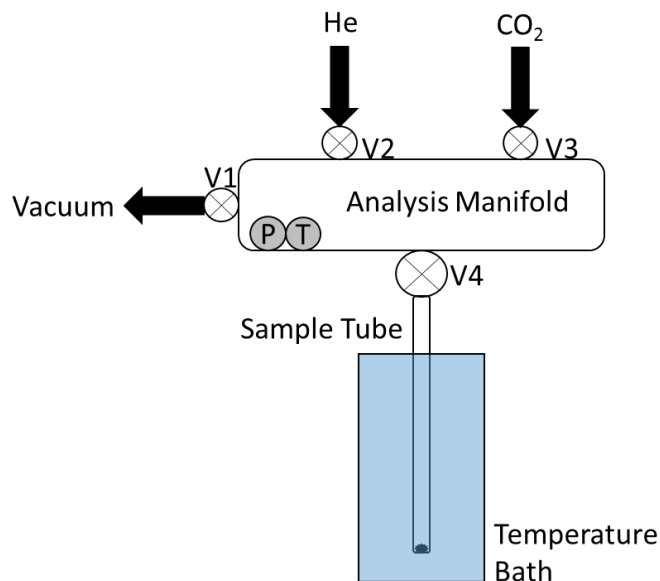 He
CO₂
V2
V3
V1
Vacuum
Analysis Manifold
P
T
V4
Sample Tube
Temperature
Bath